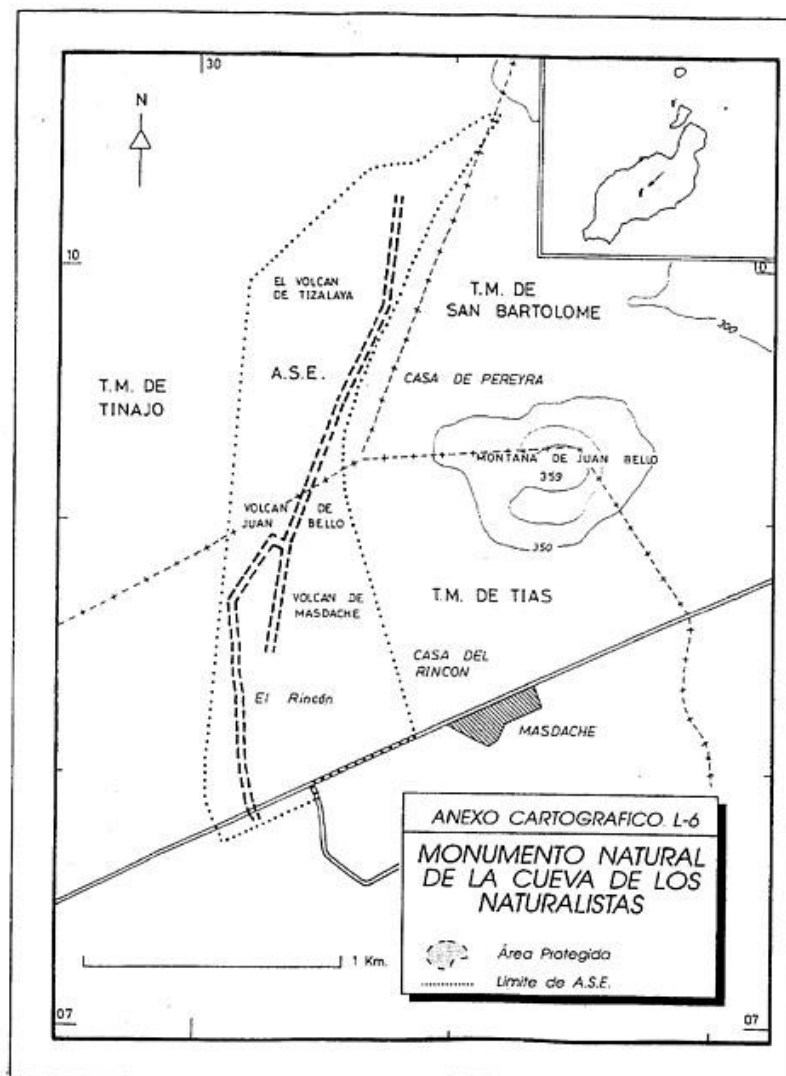 30
N
10
EL VOLCAN
DE TIZALAYA
T.M. DE
SAN BARTOLOME
300
A.S.E.
CASA DE PEREYRA
T.M. DE
TINAJO
MONTAÑA DE JUAN BELLO
359
VOLCAN DE
JUAN BELLO
350
VOLCAN DE
MASDACHE
T.M. DE TIAS
CASA DEL
RINCON
El Rincón
MASDACHE
ANEXO CARTOGRAFICO L-6
MONUMENTO NATURAL
DE LA CUEVA DE LOS
NATURALISTAS
Área Protegida
Límite de A.S.E.
1 Km.
07
07